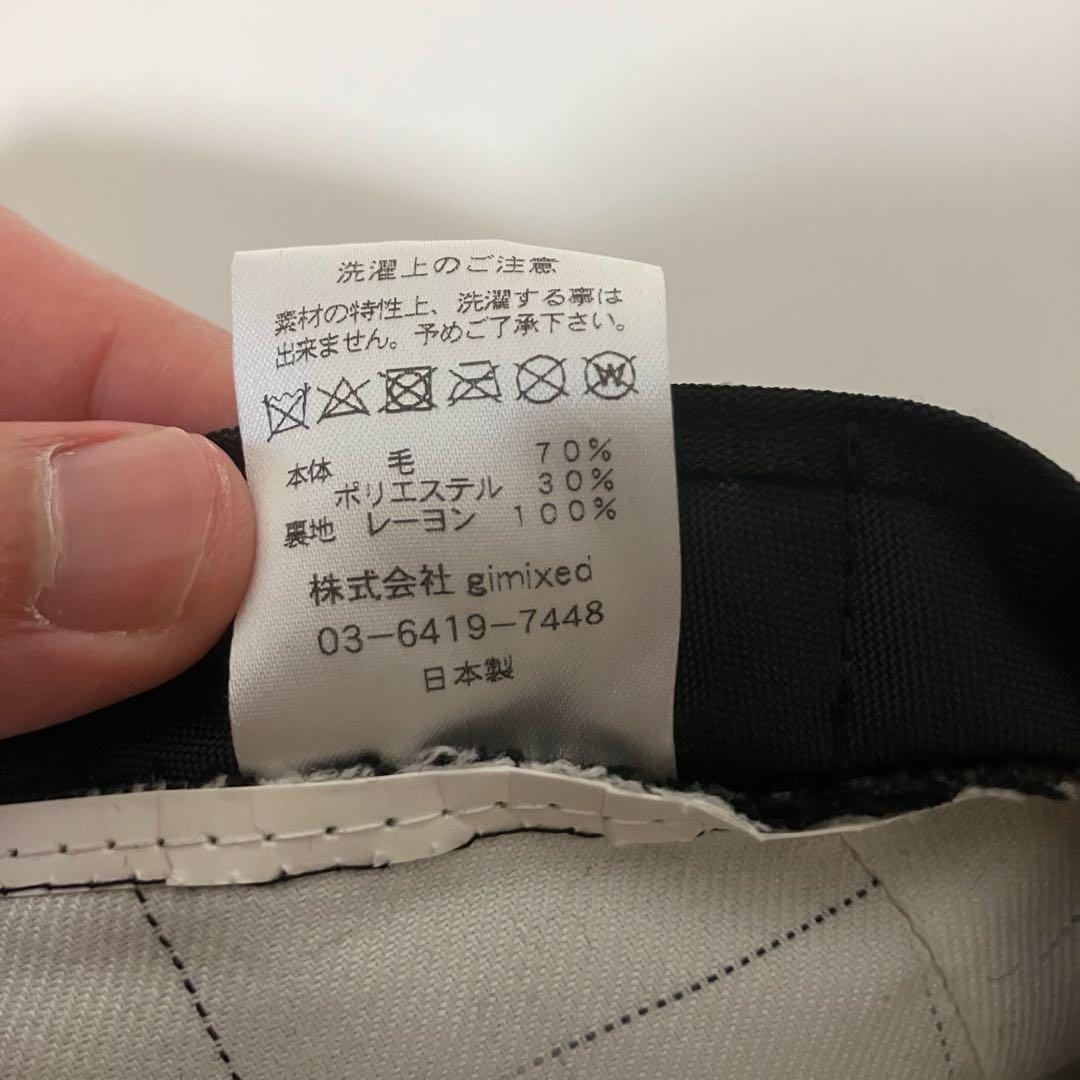 洗濯上のご注意
素材の特性上、洗濯する事は
出来ません。予めご了承下さい。
W
本体 毛 70%
ポリエステル 30%
裏地 レーヨン 100%
株式会社 gimixed
03-6419-7448
日本製